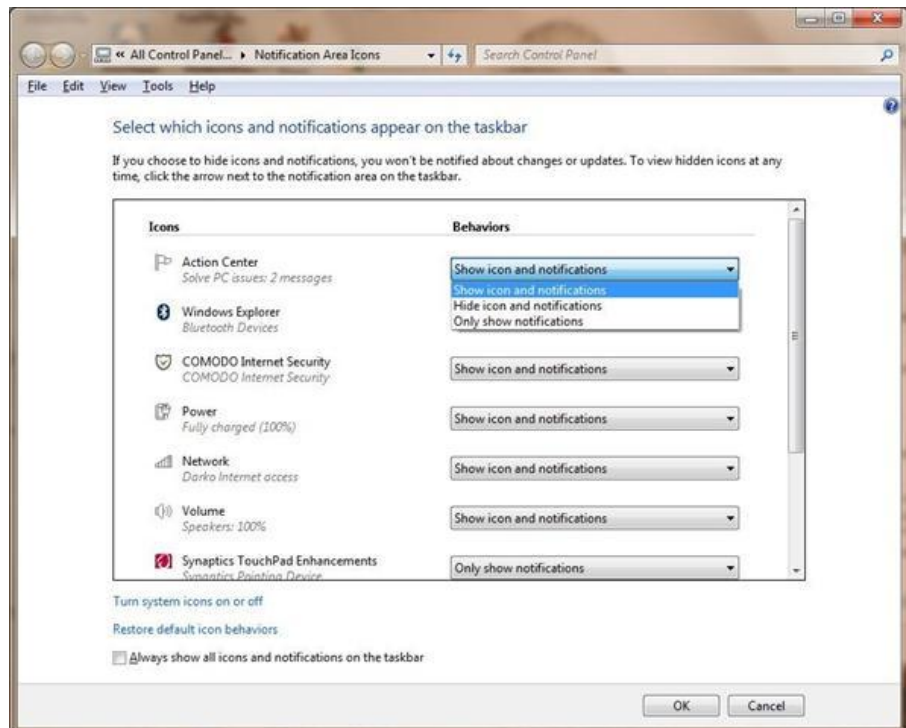 « All Control Panel... ▸ Notification Area Icons
Search Control Panel
File Edit View Tools Help
Select which icons and notifications appear on the taskbar
If you choose to hide icons and notifications, you won't be notified about changes or updates. To view hidden icons at any
time, click the arrow next to the notification area on the taskbar.
Icons Behaviors
Action Center
Solve PC issues: 2 messages
Show icon and notifications
Show icon and notifications
Hide icon and notifications
Only show notifications
Windows Explorer
Bluetooth Devices
COMODO Internet Security
COMODO Internet Security
Show icon and notifications
Power
Fully charged (100%)
Show icon and notifications
Network
Darko Internet access
Show icon and notifications
Volume
Speakers: 100%
Show icon and notifications
Synaptics TouchPad Enhancements
Synaptics Pointing Device
Only show notifications
Turn system icons on or off
Restore default icon behaviors
Always show all icons and notifications on the taskbar
OK Cancel